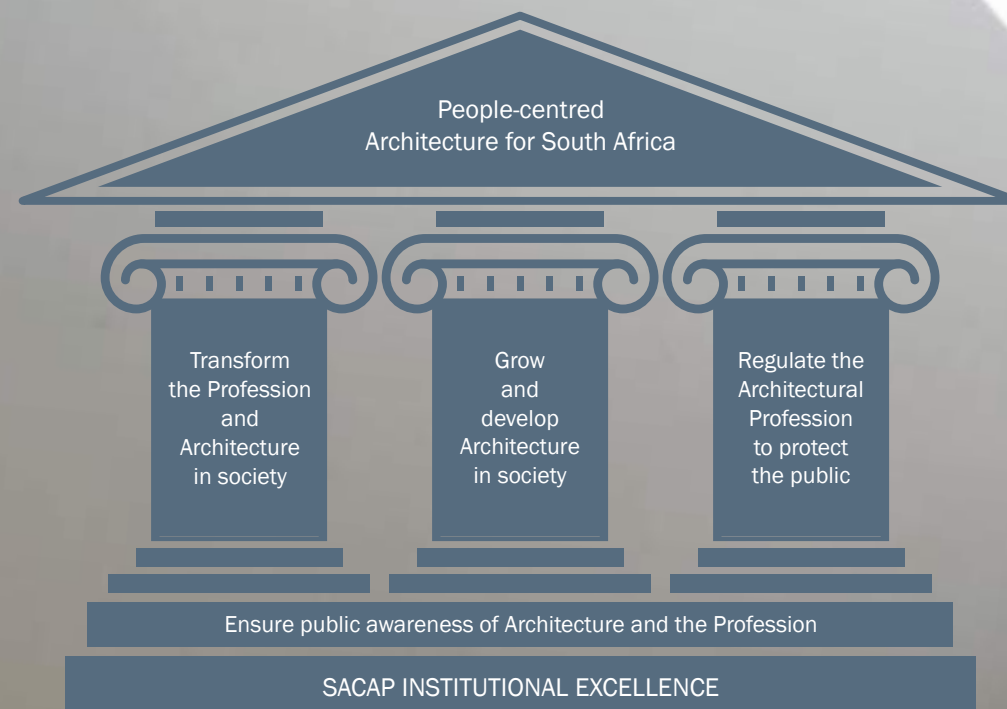 People-centred
Architecture for South Africa
Transform
the Profession
and
Architecture
in society
Grow
and
develop
Architecture
in society
Regulate the
Architectural
Profession
to protect
the public
Ensure public awareness of Architecture and the Profession
SACAP INSTITUTIONAL EXCELLENCE